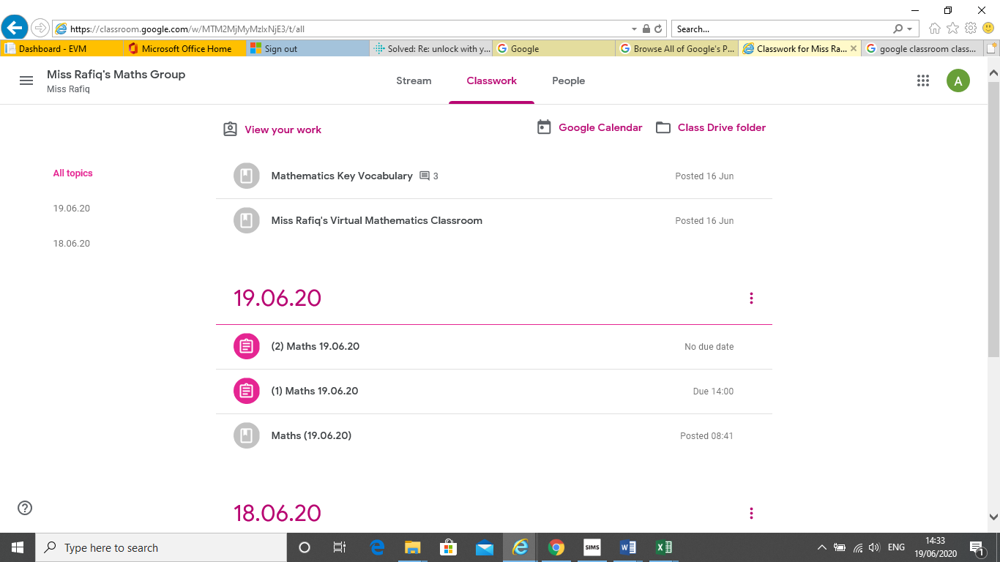 https://classroom.google.com/w/MTM2MjMyMzIxNjE3/t/all
Search...
Dashboard - EVM
Microsoft Office Home
Sign out
Solved: Re: unlock with y...
Google
Browse All of Google's P...
Classwork for Miss Ra...
google classroom class...
Miss Rafiq's Maths Group
Miss Rafiq
Stream
Classwork
People
A
View your work
Google Calendar
Class Drive folder
All topics
19.06.20
18.06.20
Mathematics Key Vocabulary 3
Posted 16 Jun
Miss Rafiq's Virtual Mathematics Classroom
Posted 16 Jun
19.06.20
(2) Maths 19.06.20
No due date
(1) Maths 19.06.20
Due 14:00
Maths (19.06.20)
Posted 08:41
18.06.20
Type here to search
SIMS
ENG
14:33
19/06/2020
1